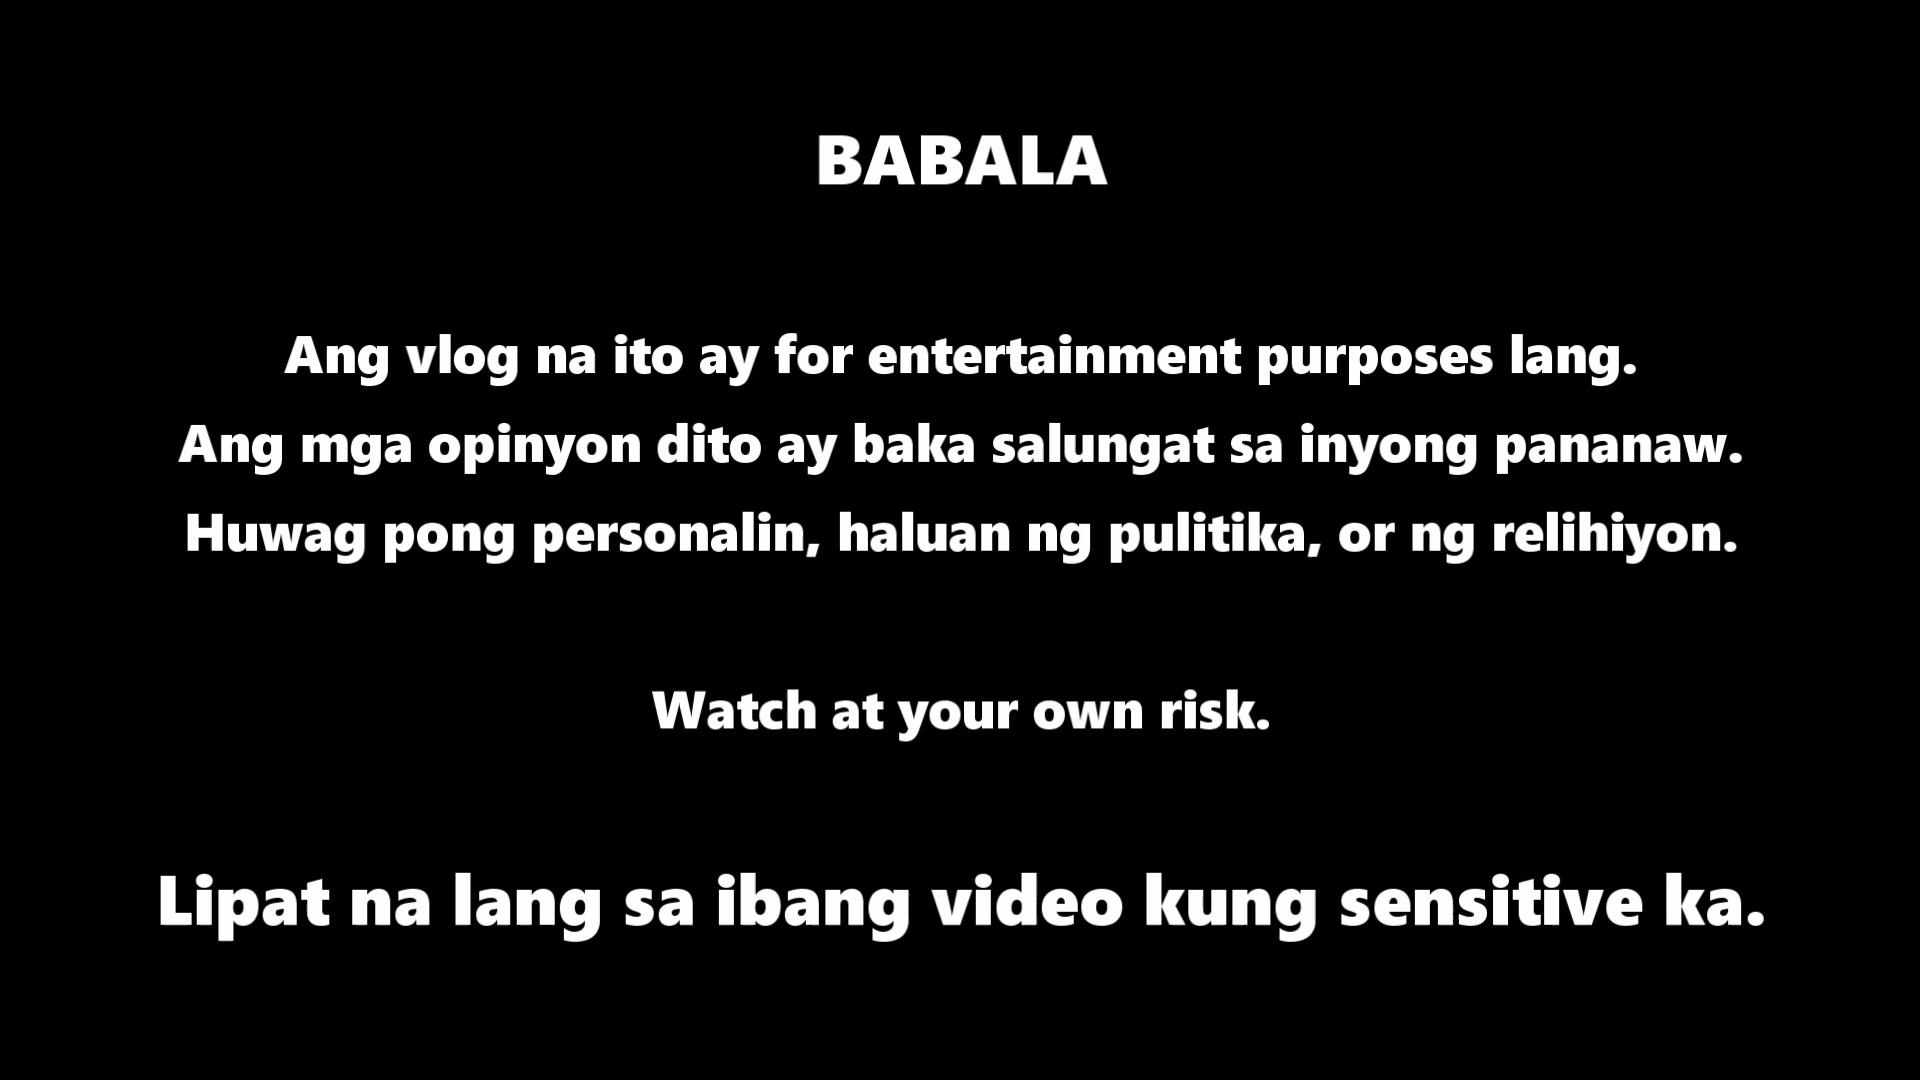 BABALA
Ang vlog na ito ay for entertainment purposes lang.
Ang mga opinyon dito ay baka salungat sa inyong pananaw.
Huwag pong personalin, haluan ng pulitika, or ng relihiyon.
Watch at your own risk.
Lipat na lang sa ibang video kung sensitive ka.